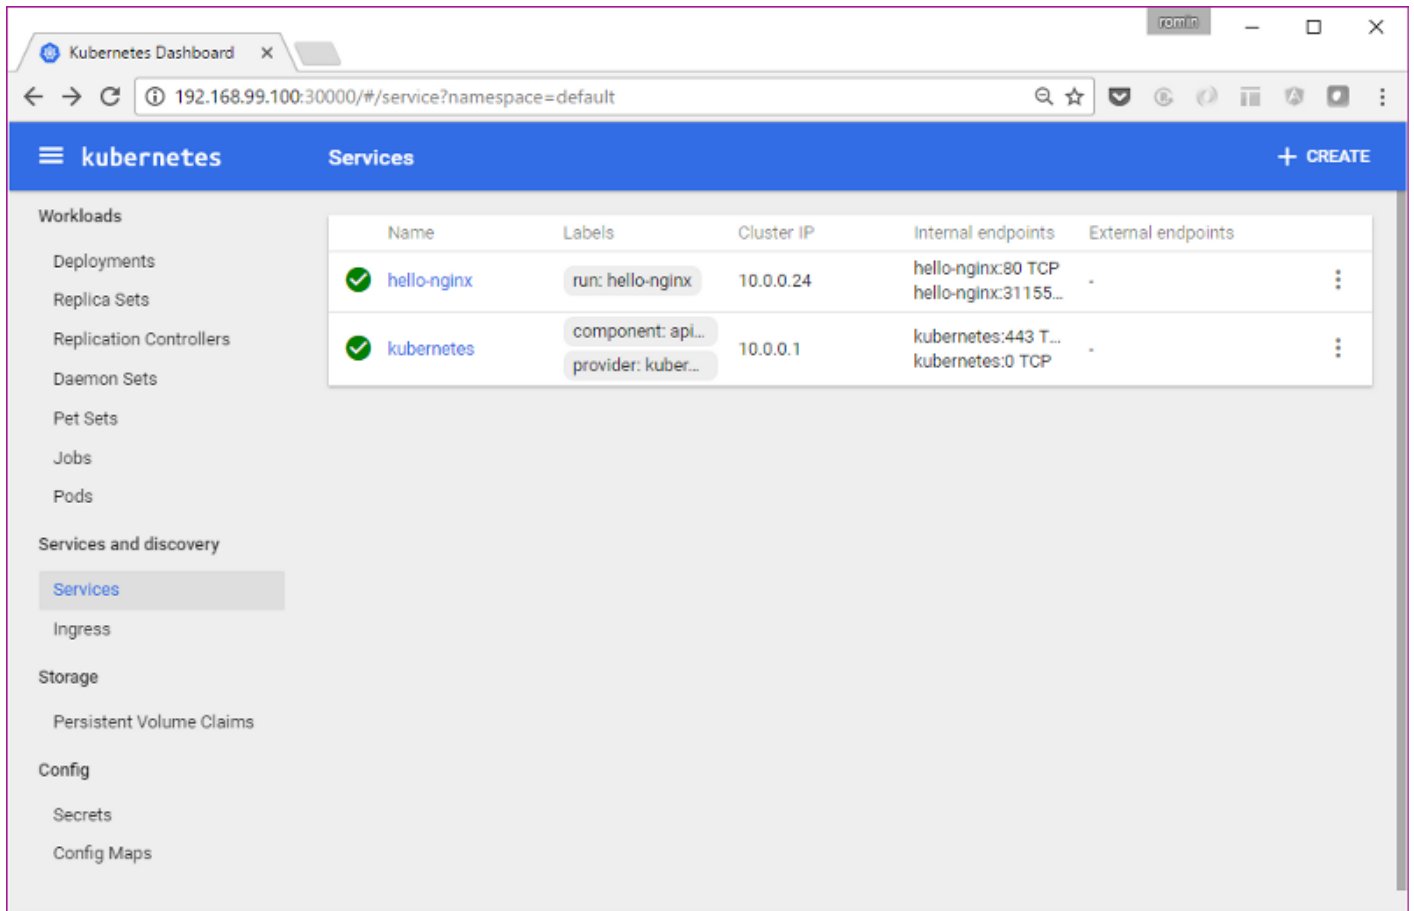 romin
Kubernetes Dashboard
192.168.99.100:30000/#/service?namespace=default
kubernetes
Services
+ CREATE
Workloads
Deployments
Replica Sets
Replication Controllers
Daemon Sets
Pet Sets
Jobs
Pods
Services and discovery
Services
Ingress
Storage
Persistent Volume Claims
Config
Secrets
Config Maps
Name Labels Cluster IP Internal endpoints External endpoints
hello-nginx run: hello-nginx 10.0.0.24 hello-nginx:80 TCP -
hello-nginx:31155...
kubernetes component: api... 10.0.0.1 kubernetes:443 T... -
provider: kuber... kubernetes:0 TCP